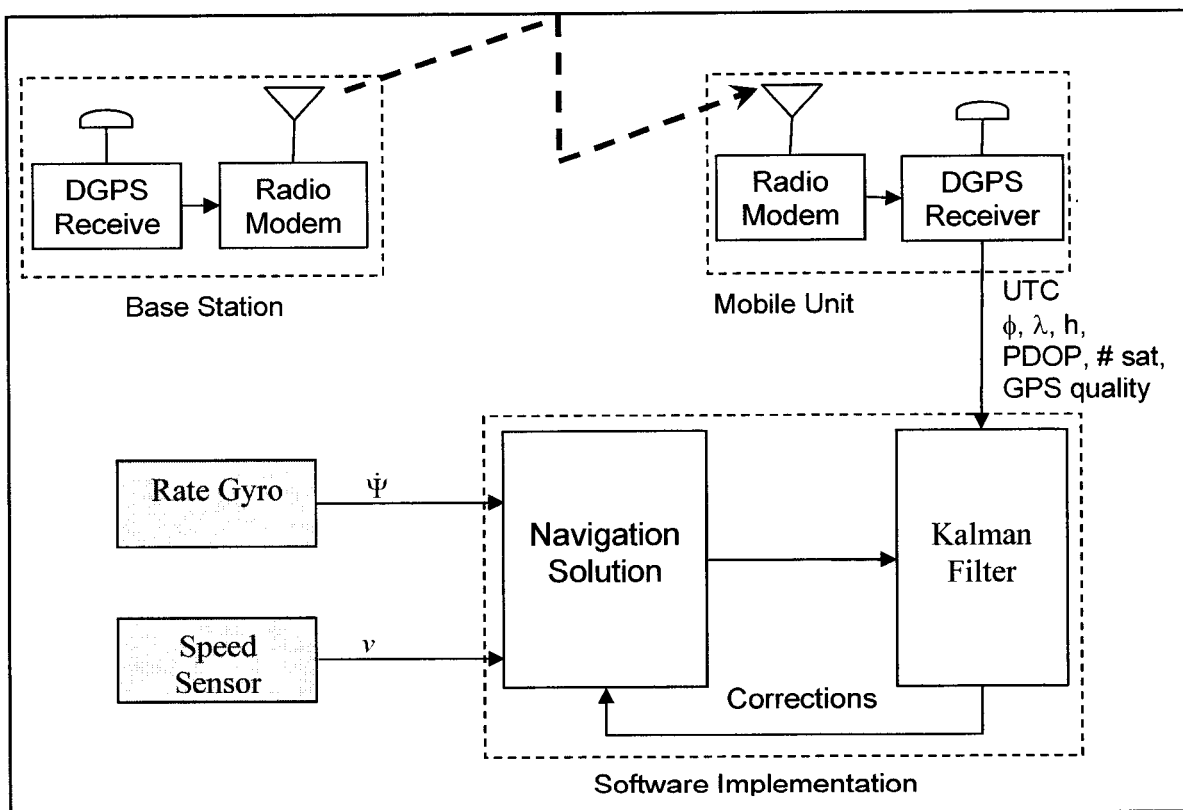 DGPS
Receive
Radio
Modem
Base Station
Radio
Modem
DGPS
Receiver
Mobile Unit
UTC
ϕ, λ, h,
PDOP, # sat,
GPS quality
Rate Gyro
Ψ̇
Speed
Sensor
v
Navigation
Solution
Kalman
Filter
Corrections
Software Implementation